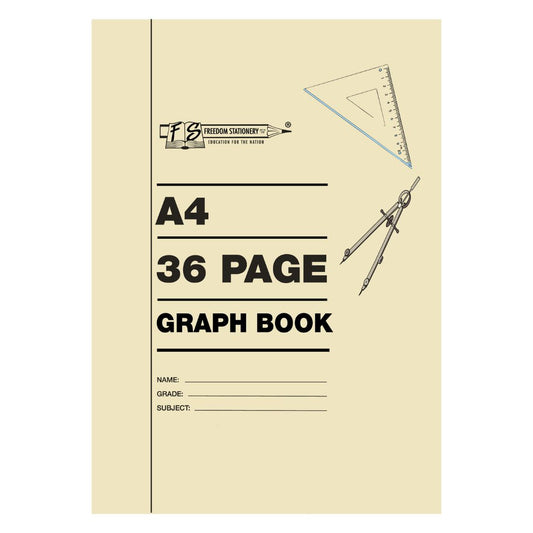 FS FREEDOM STATIONERY
EDUCATION FOR THE NATION
®
A4
36 PAGE
GRAPH BOOK
NAME:
GRADE:
SUBJECT: